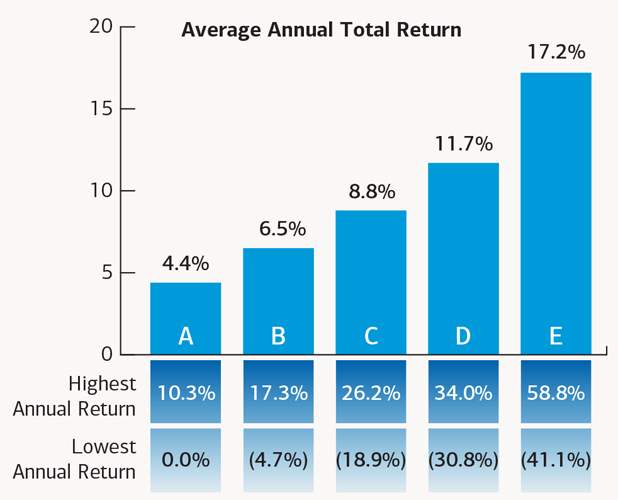 Average Annual Total Return
20
15
10
5
0
4.4%
6.5%
8.8%
11.7%
17.2%
A B C D E
Highest
Annual Return
10.3% 17.3% 26.2% 34.0% 58.8%
Lowest
Annual Return
0.0% (4.7%) (18.9%) (30.8%) (41.1%)